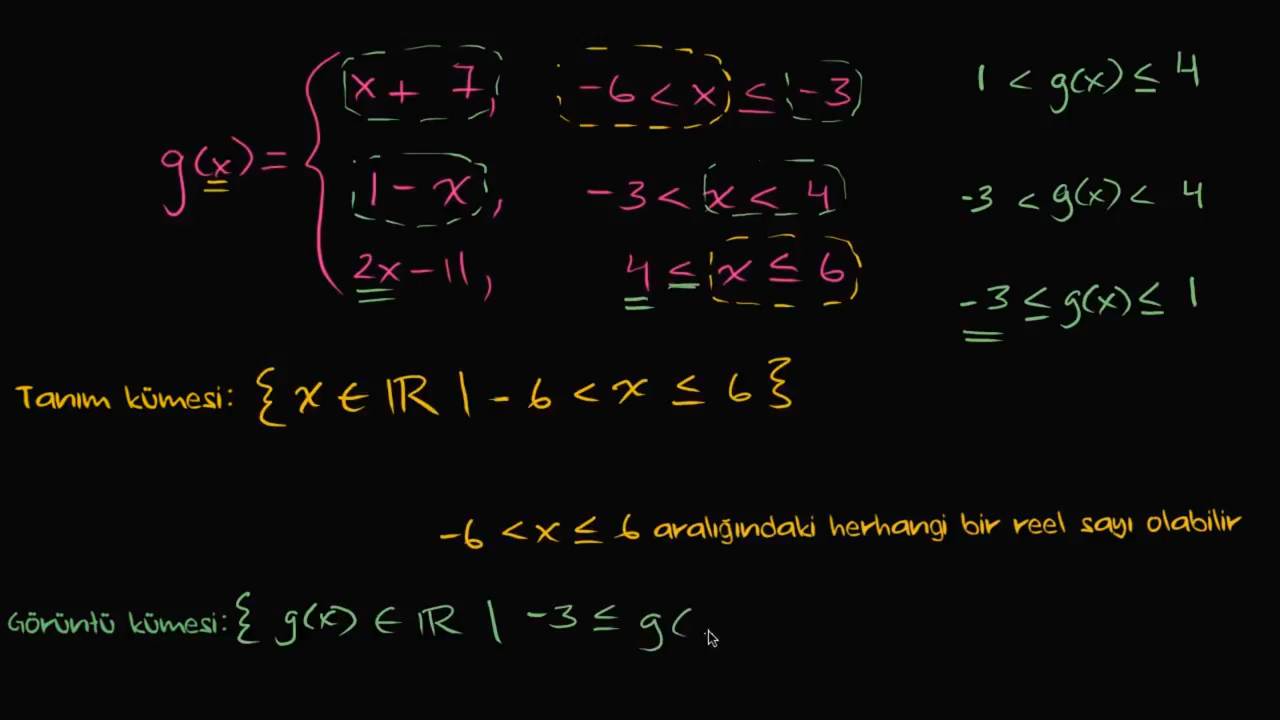 g(x) = { x + 7, -6 < x ≤ -3 1 < g(x) ≤ 4
1 - x, -3 < x < 4 -3 < g(x) < 4
2x - 11, 4 ≤ x ≤ 6 -3 ≤ g(x) ≤ 1
Tanım kümesi: { x ∈ ℝ | -6 < x ≤ 6 }
-6 < x ≤ 6 aralığındaki herhangi bir reel sayı olabilir
Görüntü kümesi: { g(x) ∈ ℝ | -3 ≤ g(